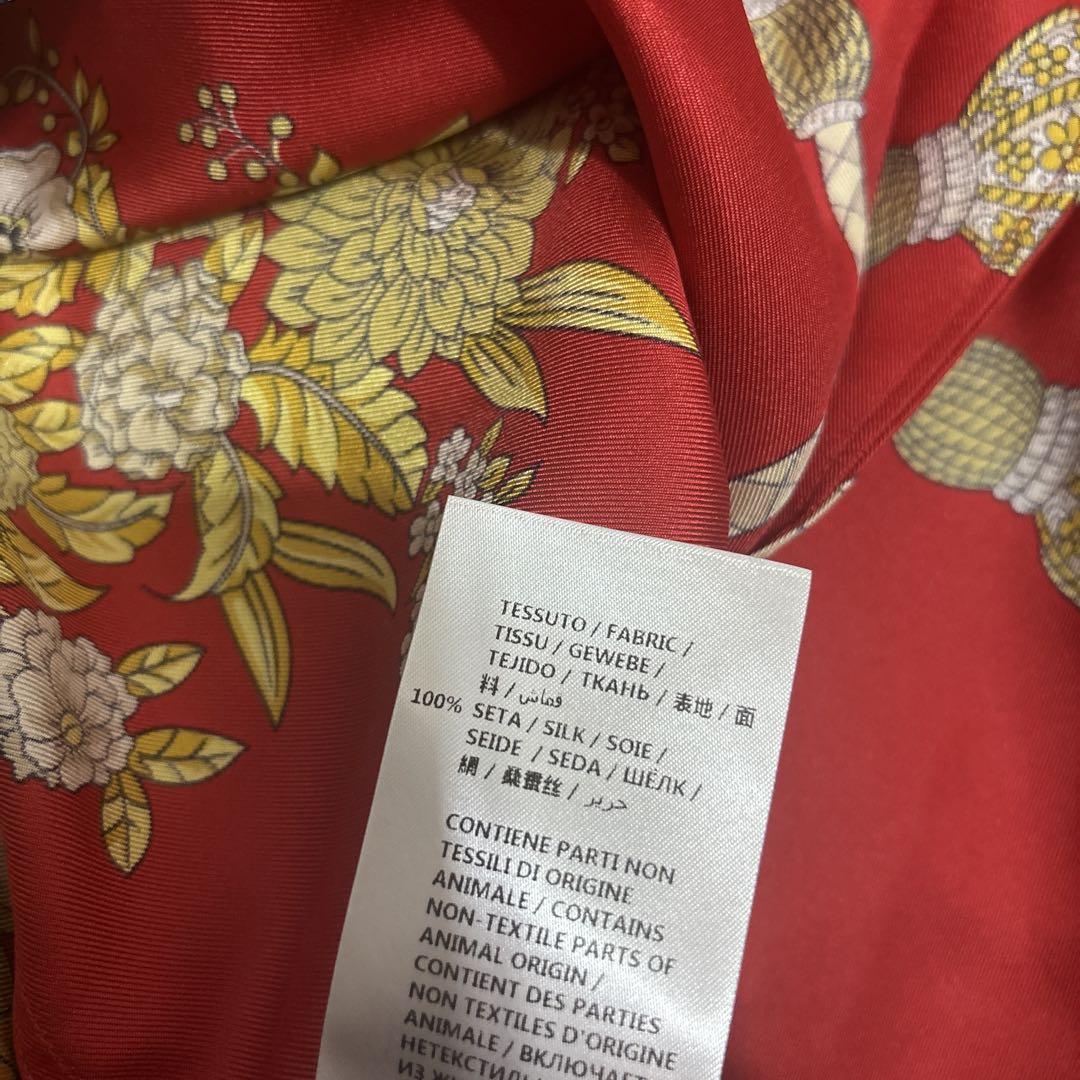 TESSUTO / FABRIC /
TISSU / GEWEBE /
TEJIDO / ТКАНЬ / 表地 / 面
料 / قماش /
100% SETA / SILK / SOIE /
SEIDE / SEDA / ШЁЛК /
絹 / 桑蚕丝 / حرير /
CONTIENE PARTI NON
TESSILI DI ORIGINE
ANIMALE / CONTAINS
NON-TEXTILE PARTS OF
ANIMAL ORIGIN /
CONTIENT DES PARTIES
NON TEXTILES D'ORIGINE
ANIMALE / ВКЛЮЧАЕТ
НЕТЕКСТИЛЬ
ИЗ